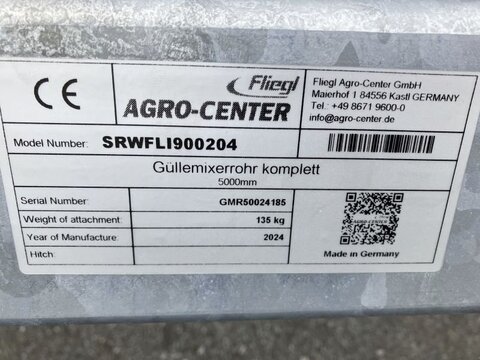 CE
Fliegl
AGRO-CENTER
Fliegl Agro-Center GmbH
Maierhof 1 84556 Kastl GERMANY
Tel.: +49 8671 9600-0
info@agro-center.de
Model Number: SRWFLI900204
Güllemixerrohr komplett
5000mm
Serial Number: GMR50024185
Weight of attachment: 135 kg
Year of Manufacture: 2024
Hitch:
AGRO-CENTER
Made in Germany